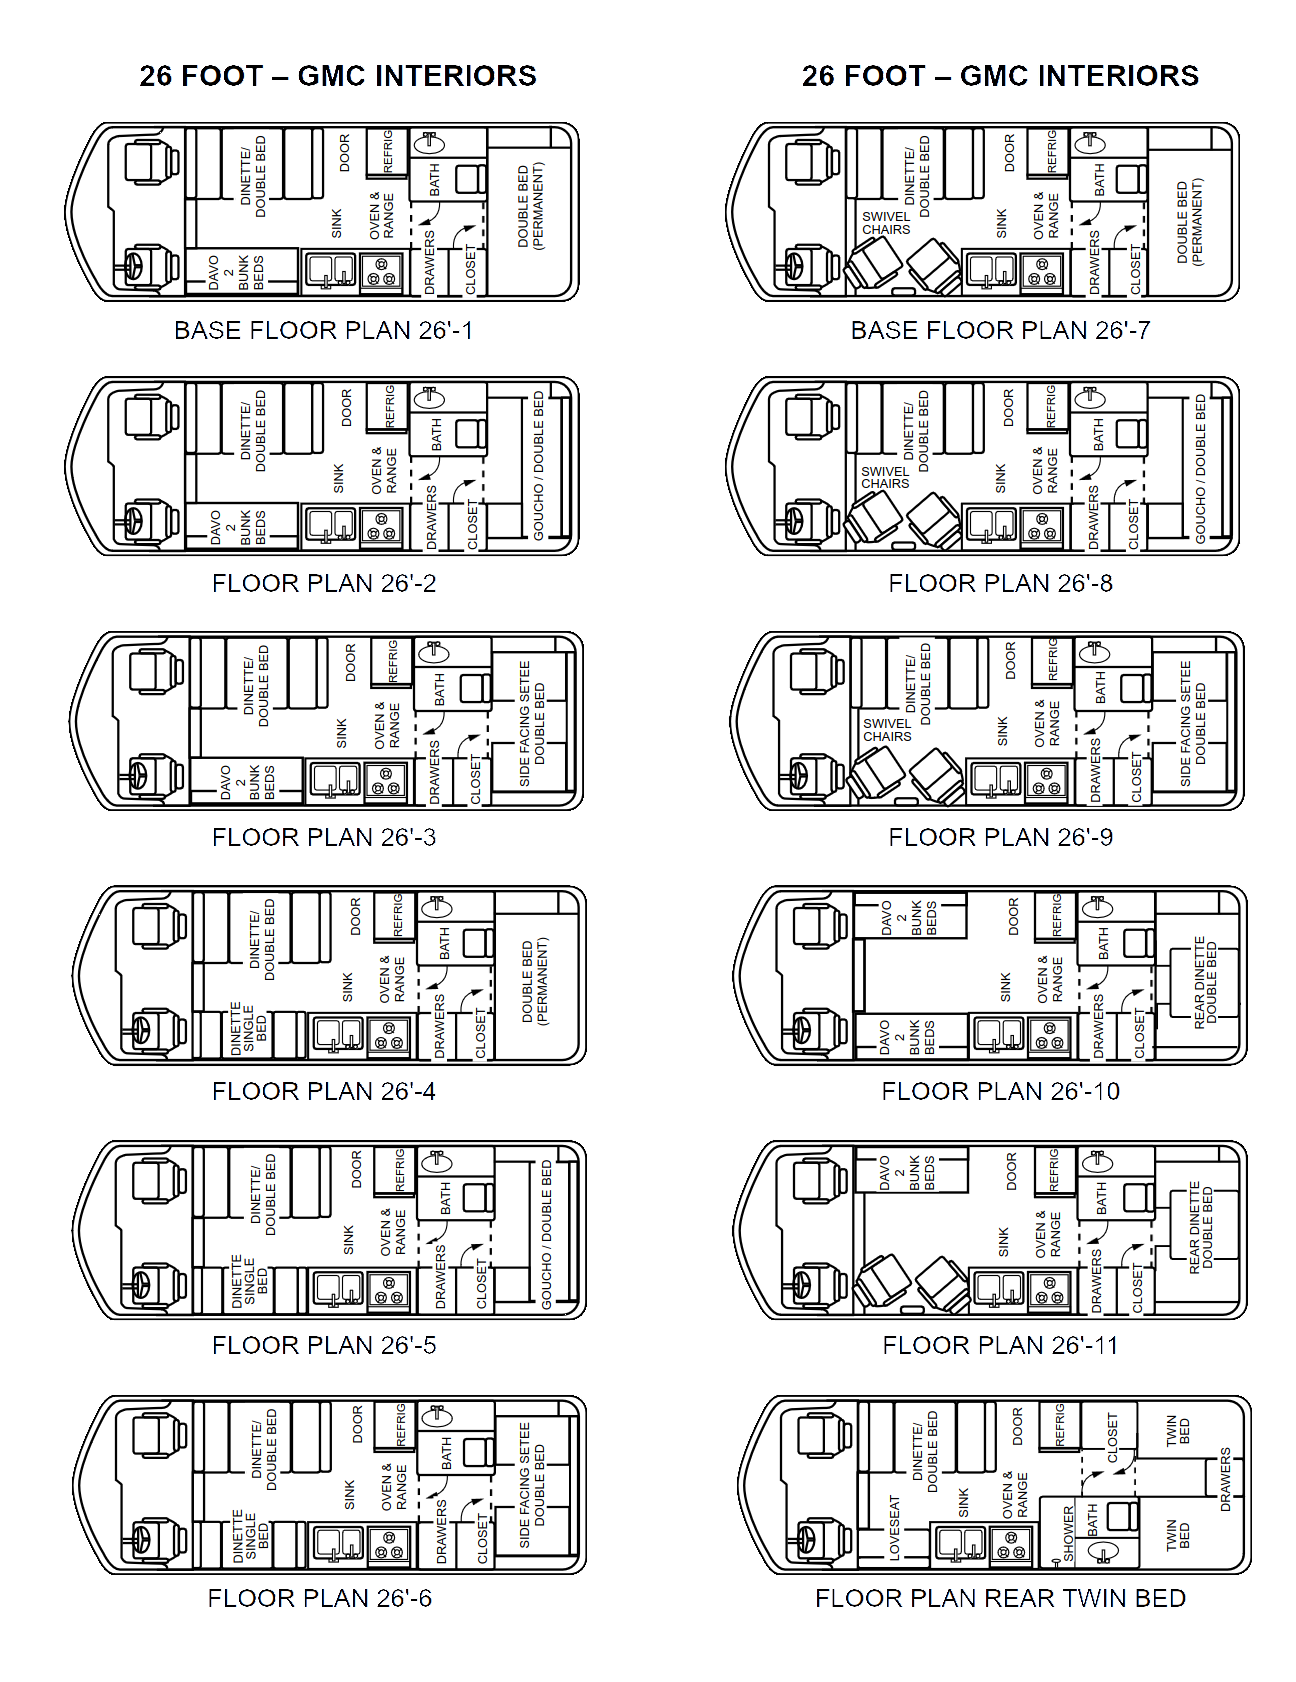 26 FOOT – GMC INTERIORS
DINETTE/
DOUBLE BED
DOOR
REFRIG
BATH
SINK
OVEN &
RANGE
DAVO
2
BUNK
BEDS
DRAWERS
CLOSET
DOUBLE BED
(PERMANENT)
BASE FLOOR PLAN 26'-1
DINETTE/
DOUBLE BED
DOOR
REFRIG
BATH
SINK
OVEN &
RANGE
DAVO
2
BUNK
BEDS
DRAWERS
CLOSET
GOUCHO / DOUBLE BED
FLOOR PLAN 26'-2
DINETTE/
DOUBLE BED
DOOR
REFRIG
BATH
SINK
OVEN &
RANGE
DAVO
2
BUNK
BEDS
DRAWERS
CLOSET
SIDE FACING SETEE
DOUBLE BED
FLOOR PLAN 26'-3
DINETTE/
DOUBLE BED
DOOR
REFRIG
BATH
SINK
OVEN &
RANGE
DINETTE
SINGLE
BED
DRAWERS
CLOSET
DOUBLE BED
(PERMANENT)
FLOOR PLAN 26'-4
DINETTE/
DOUBLE BED
DOOR
REFRIG
BATH
SINK
OVEN &
RANGE
DINETTE
SINGLE
BED
DRAWERS
CLOSET
GOUCHO / DOUBLE BED
FLOOR PLAN 26'-5
DINETTE/
DOUBLE BED
DOOR
REFRIG
BATH
SINK
OVEN &
RANGE
DINETTE
SINGLE
BED
DRAWERS
CLOSET
SIDE FACING SETEE
DOUBLE BED
FLOOR PLAN 26'-6
26 FOOT – GMC INTERIORS
DINETTE/
DOUBLE BED
DOOR
REFRIG
BATH
SWIVEL
CHAIRS
SINK
OVEN &
RANGE
DRAWERS
CLOSET
DOUBLE BED
(PERMANENT)
BASE FLOOR PLAN 26'-7
DINETTE/
DOUBLE BED
DOOR
REFRIG
BATH
SWIVEL
CHAIRS
SINK
OVEN &
RANGE
DRAWERS
CLOSET
GOUCHO / DOUBLE BED
FLOOR PLAN 26'-8
DINETTE/
DOUBLE BED
DOOR
REFRIG
BATH
SWIVEL
CHAIRS
SINK
OVEN &
RANGE
DRAWERS
CLOSET
SIDE FACING SETEE
DOUBLE BED
FLOOR PLAN 26'-9
DAVO
2
BUNK
BEDS
DOOR
REFRIG
BATH
SINK
OVEN &
RANGE
DAVO
2
BUNK
BEDS
DRAWERS
CLOSET
REAR DINETTE
DOUBLE BED
FLOOR PLAN 26'-10
DAVO
2
BUNK
BEDS
DOOR
REFRIG
BATH
SINK
OVEN &
RANGE
DRAWERS
CLOSET
REAR DINETTE
DOUBLE BED
FLOOR PLAN 26'-11
DINETTE/
DOUBLE BED
DOOR
REFRIG
CLOSET
TWIN
BED
DRAWERS
LOVESEAT
SINK
OVEN &
RANGE
SHOWER
BATH
TWIN
BED
FLOOR PLAN REAR TWIN BED